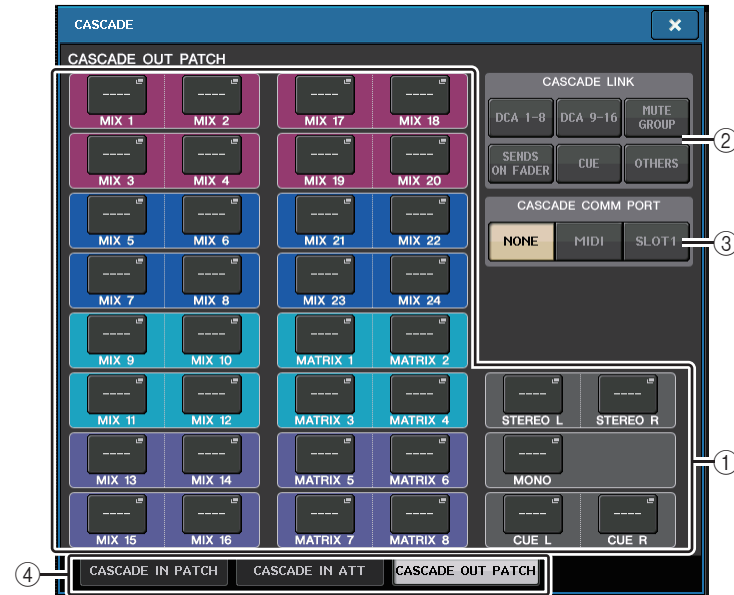 CASCADE
×
CASCADE OUT PATCH
---- ---- ---- ----
MIX 1 MIX 2 MIX 17 MIX 18
---- ---- ---- ----
MIX 3 MIX 4 MIX 19 MIX 20
---- ---- ---- ----
MIX 5 MIX 6 MIX 21 MIX 22
---- ---- ---- ----
MIX 7 MIX 8 MIX 23 MIX 24
---- ---- ---- ----
MIX 9 MIX 10 MATRIX 1 MATRIX 2
---- ---- ---- ----
MIX 11 MIX 12 MATRIX 3 MATRIX 4
---- ---- ---- ----
MIX 13 MIX 14 MATRIX 5 MATRIX 6
---- ---- ---- ----
MIX 15 MIX 16 MATRIX 7 MATRIX 8
CASCADE LINK
DCA 1-8 DCA 9-16 MUTE
GROUP
②
SENDS
ON FADER CUE OTHERS
CASCADE COMM PORT
NONE MIDI SLOT1
③
---- ----
STEREO L STEREO R
----
MONO
①
---- ----
CUE L CUE R
④
CASCADE IN PATCH CASCADE IN ATT CASCADE OUT PATCH